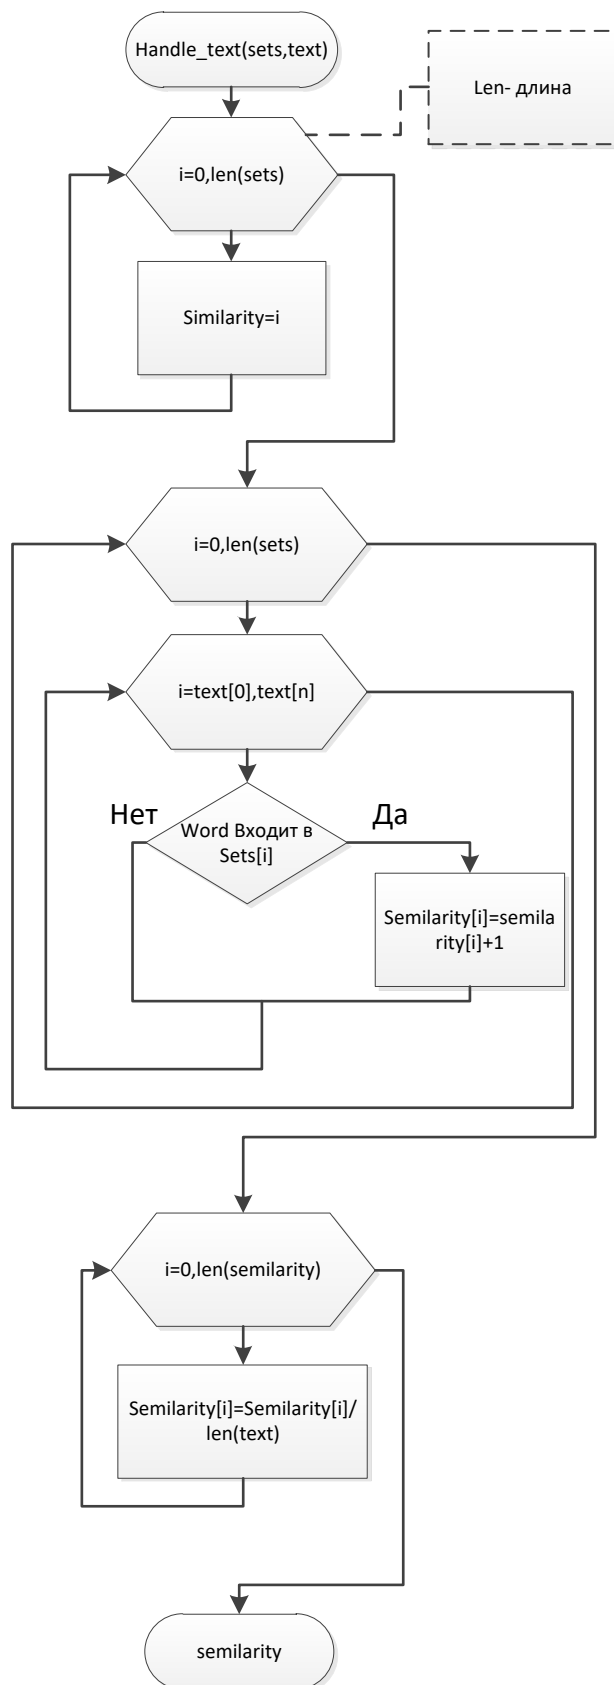 Handle_text(sets,text)
Len- длина
i=0,len(sets)
Similarity=i
i=0,len(sets)
i=text[0],text[n]
Нет
Word Входит в
Sets[i]
Да
Semilarity[i]=semila
rity[i]+1
i=0,len(semilarity)
Semilarity[i]=Semilarity[i]/
len(text)
semilarity